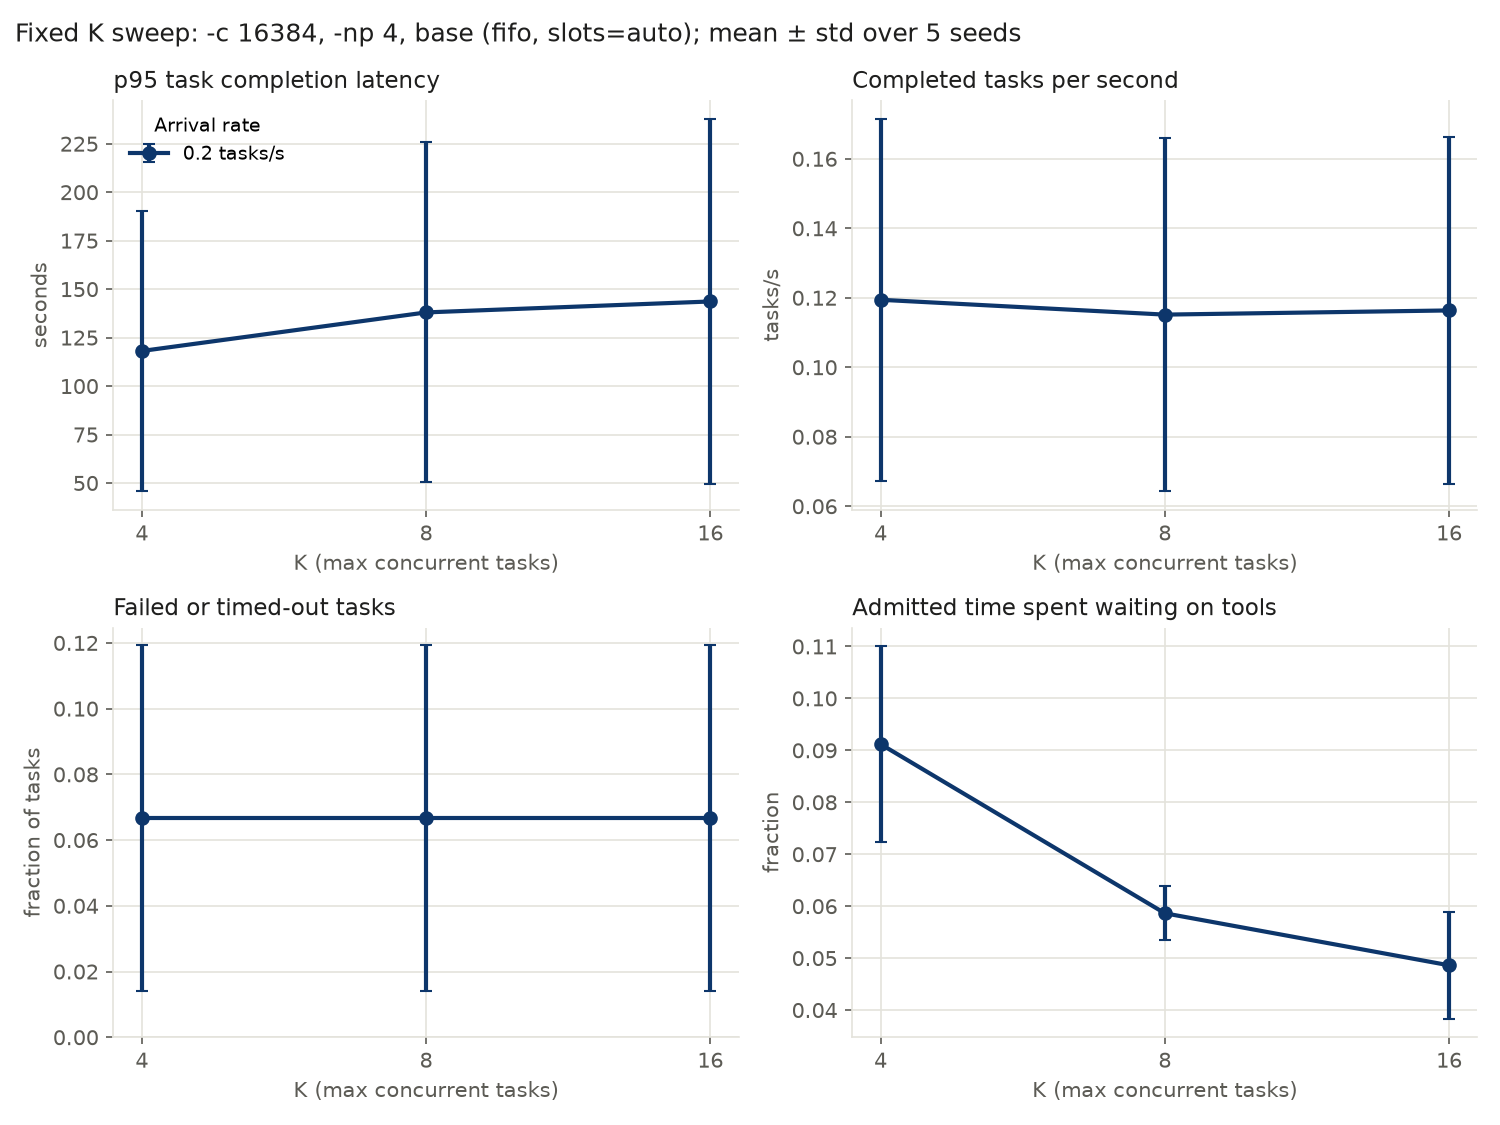 Fixed K sweep: -c 16384, -np 4, base (fifo, slots=auto); mean ± std over 5 seeds
p95 task completion latency
Arrival rate
0.2 tasks/s
225
200
175
150
125
100
75
50
seconds
4
8
16
K (max concurrent tasks)
Completed tasks per second
0.16
0.14
0.12
0.10
0.08
0.06
tasks/s
4
8
16
K (max concurrent tasks)
Failed or timed-out tasks
0.12
0.10
0.08
0.06
0.04
0.02
0.00
fraction of tasks
4
8
16
K (max concurrent tasks)
Admitted time spent waiting on tools
0.11
0.10
0.09
0.08
0.07
0.06
0.05
0.04
fraction
4
8
16
K (max concurrent tasks)